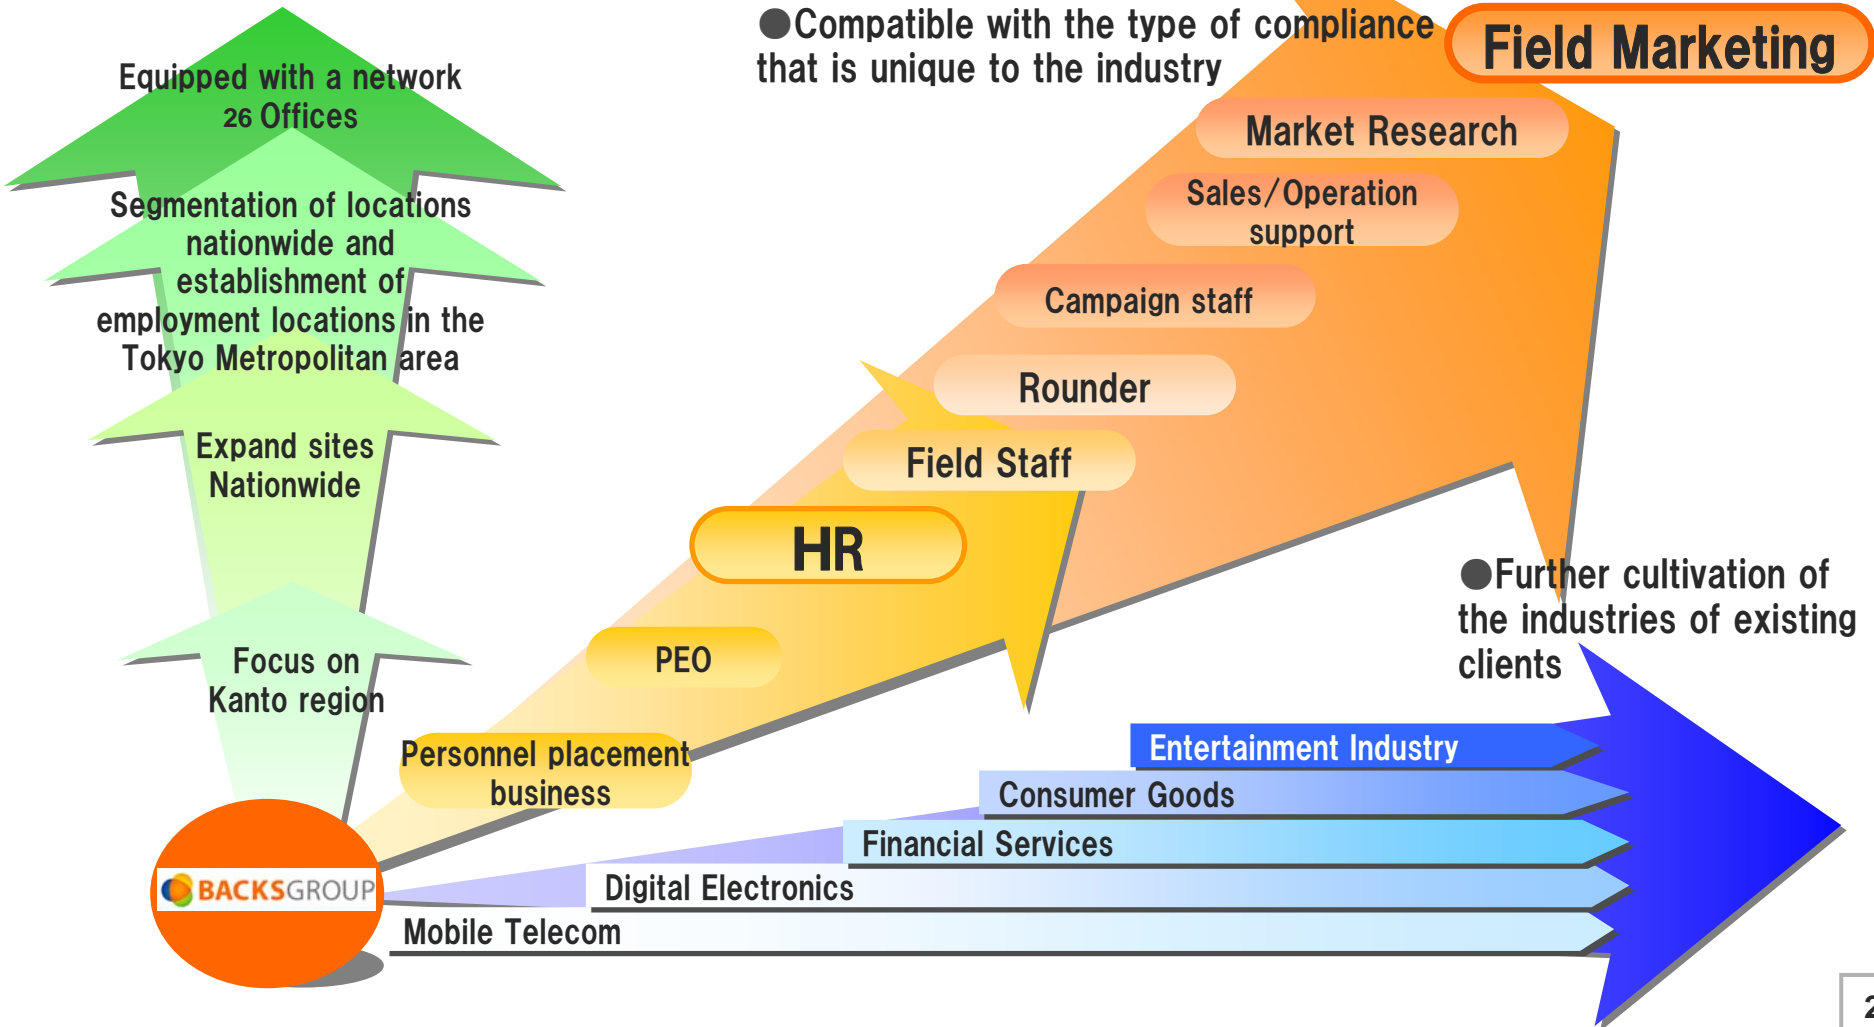 Equipped with a network
26 Offices
Segmentation of locations
nationwide and
establishment of
employment locations in the
Tokyo Metropolitan area
Expand sites
Nationwide
Focus on
Kanto region
BACKSGROUP
●Compatible with the type of compliance
that is unique to the industry
Field Marketing
Market Research
Sales/Operation
support
Campaign staff
Rounder
Field Staff
HR
PEO
Personnel placement
business
●Further cultivation of
the industries of existing
clients
Entertainment Industry
Consumer Goods
Financial Services
Digital Electronics
Mobile Telecom